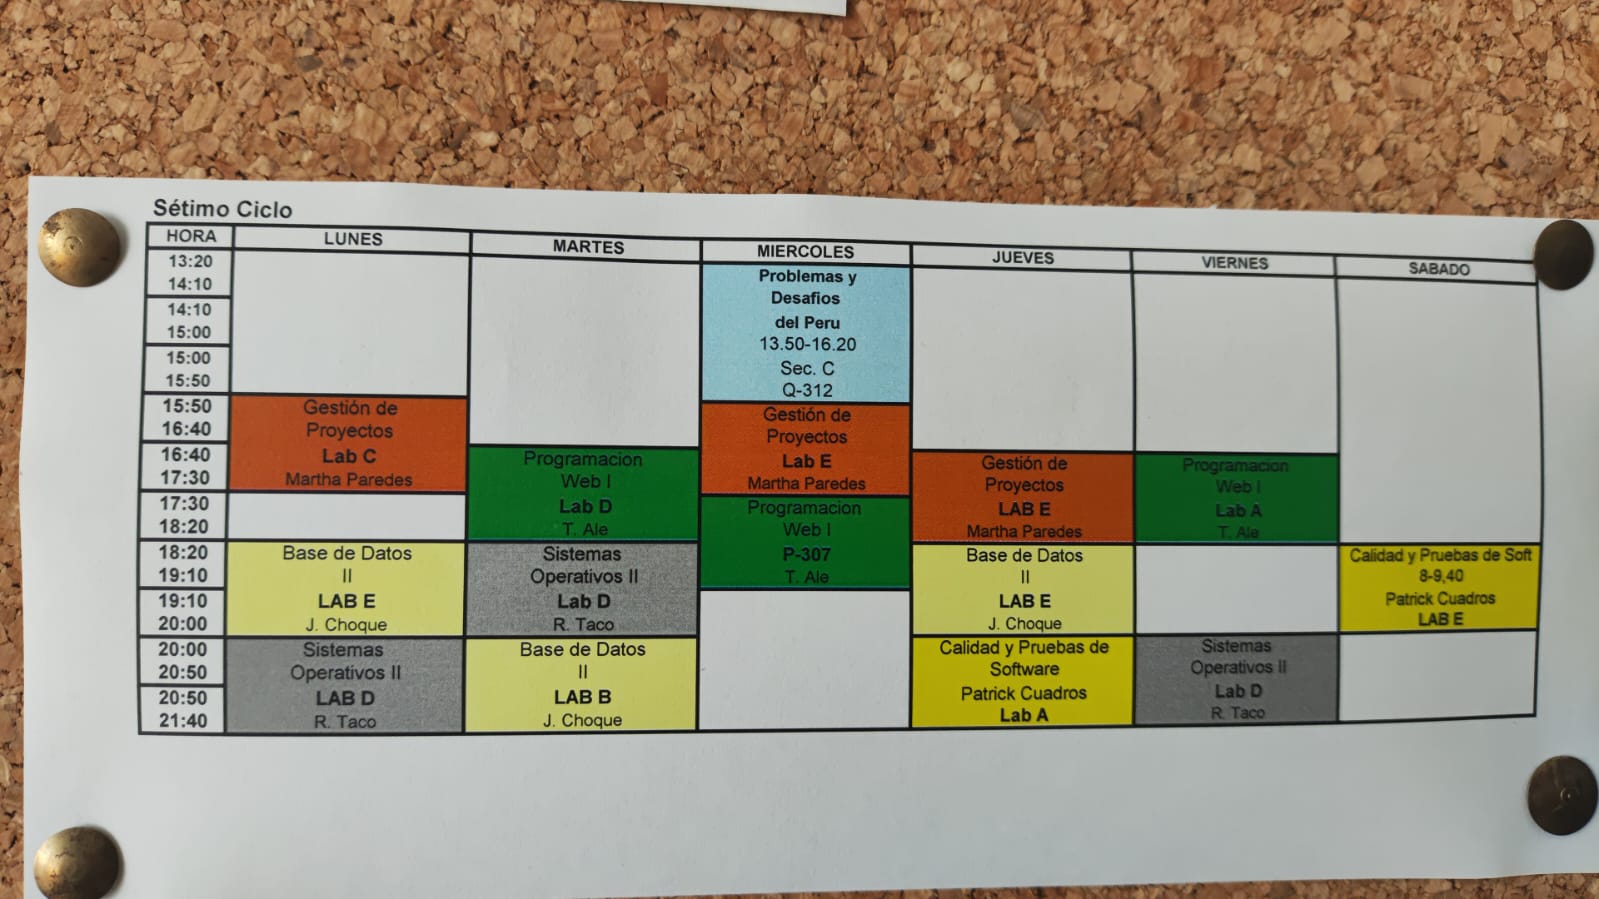 Sétimo Ciclo
HORA LUNES MARTES MIERCOLES JUEVES VIERNES SABADO
13:20
14:10
14:10
15:00
15:00
15:50
15:50
16:40
16:40
17:30
17:30
18:20
18:20
19:10
19:10
20:00
20:00
20:50
20:50
21:40
Gestión de
Proyectos
Lab C
Martha Paredes
Base de Datos
II
LAB E
J. Choque
Sistemas
Operativos II
LAB D
R. Taco
Programacion
Web I
Lab D
T. Ale
Sistemas
Operativos II
Lab D
R. Taco
Base de Datos
II
LAB B
J. Choque
Problemas y
Desafios
del Peru
13.50-16.20
Sec. C
Q-312
Gestión de
Proyectos
Lab E
Martha Paredes
Programacion
Web I
P-307
T. Ale
Gestión de
Proyectos
LAB E
Martha Paredes
Base de Datos
II
LAB E
J. Choque
Calidad y Pruebas de
Software
Patrick Cuadros
Lab A
Programacion
Web I
Lab A
T. Ale
Sistemas
Operativos II
Lab D
R. Taco
Calidad y Pruebas de Soft
8-9,40
Patrick Cuadros
LAB E